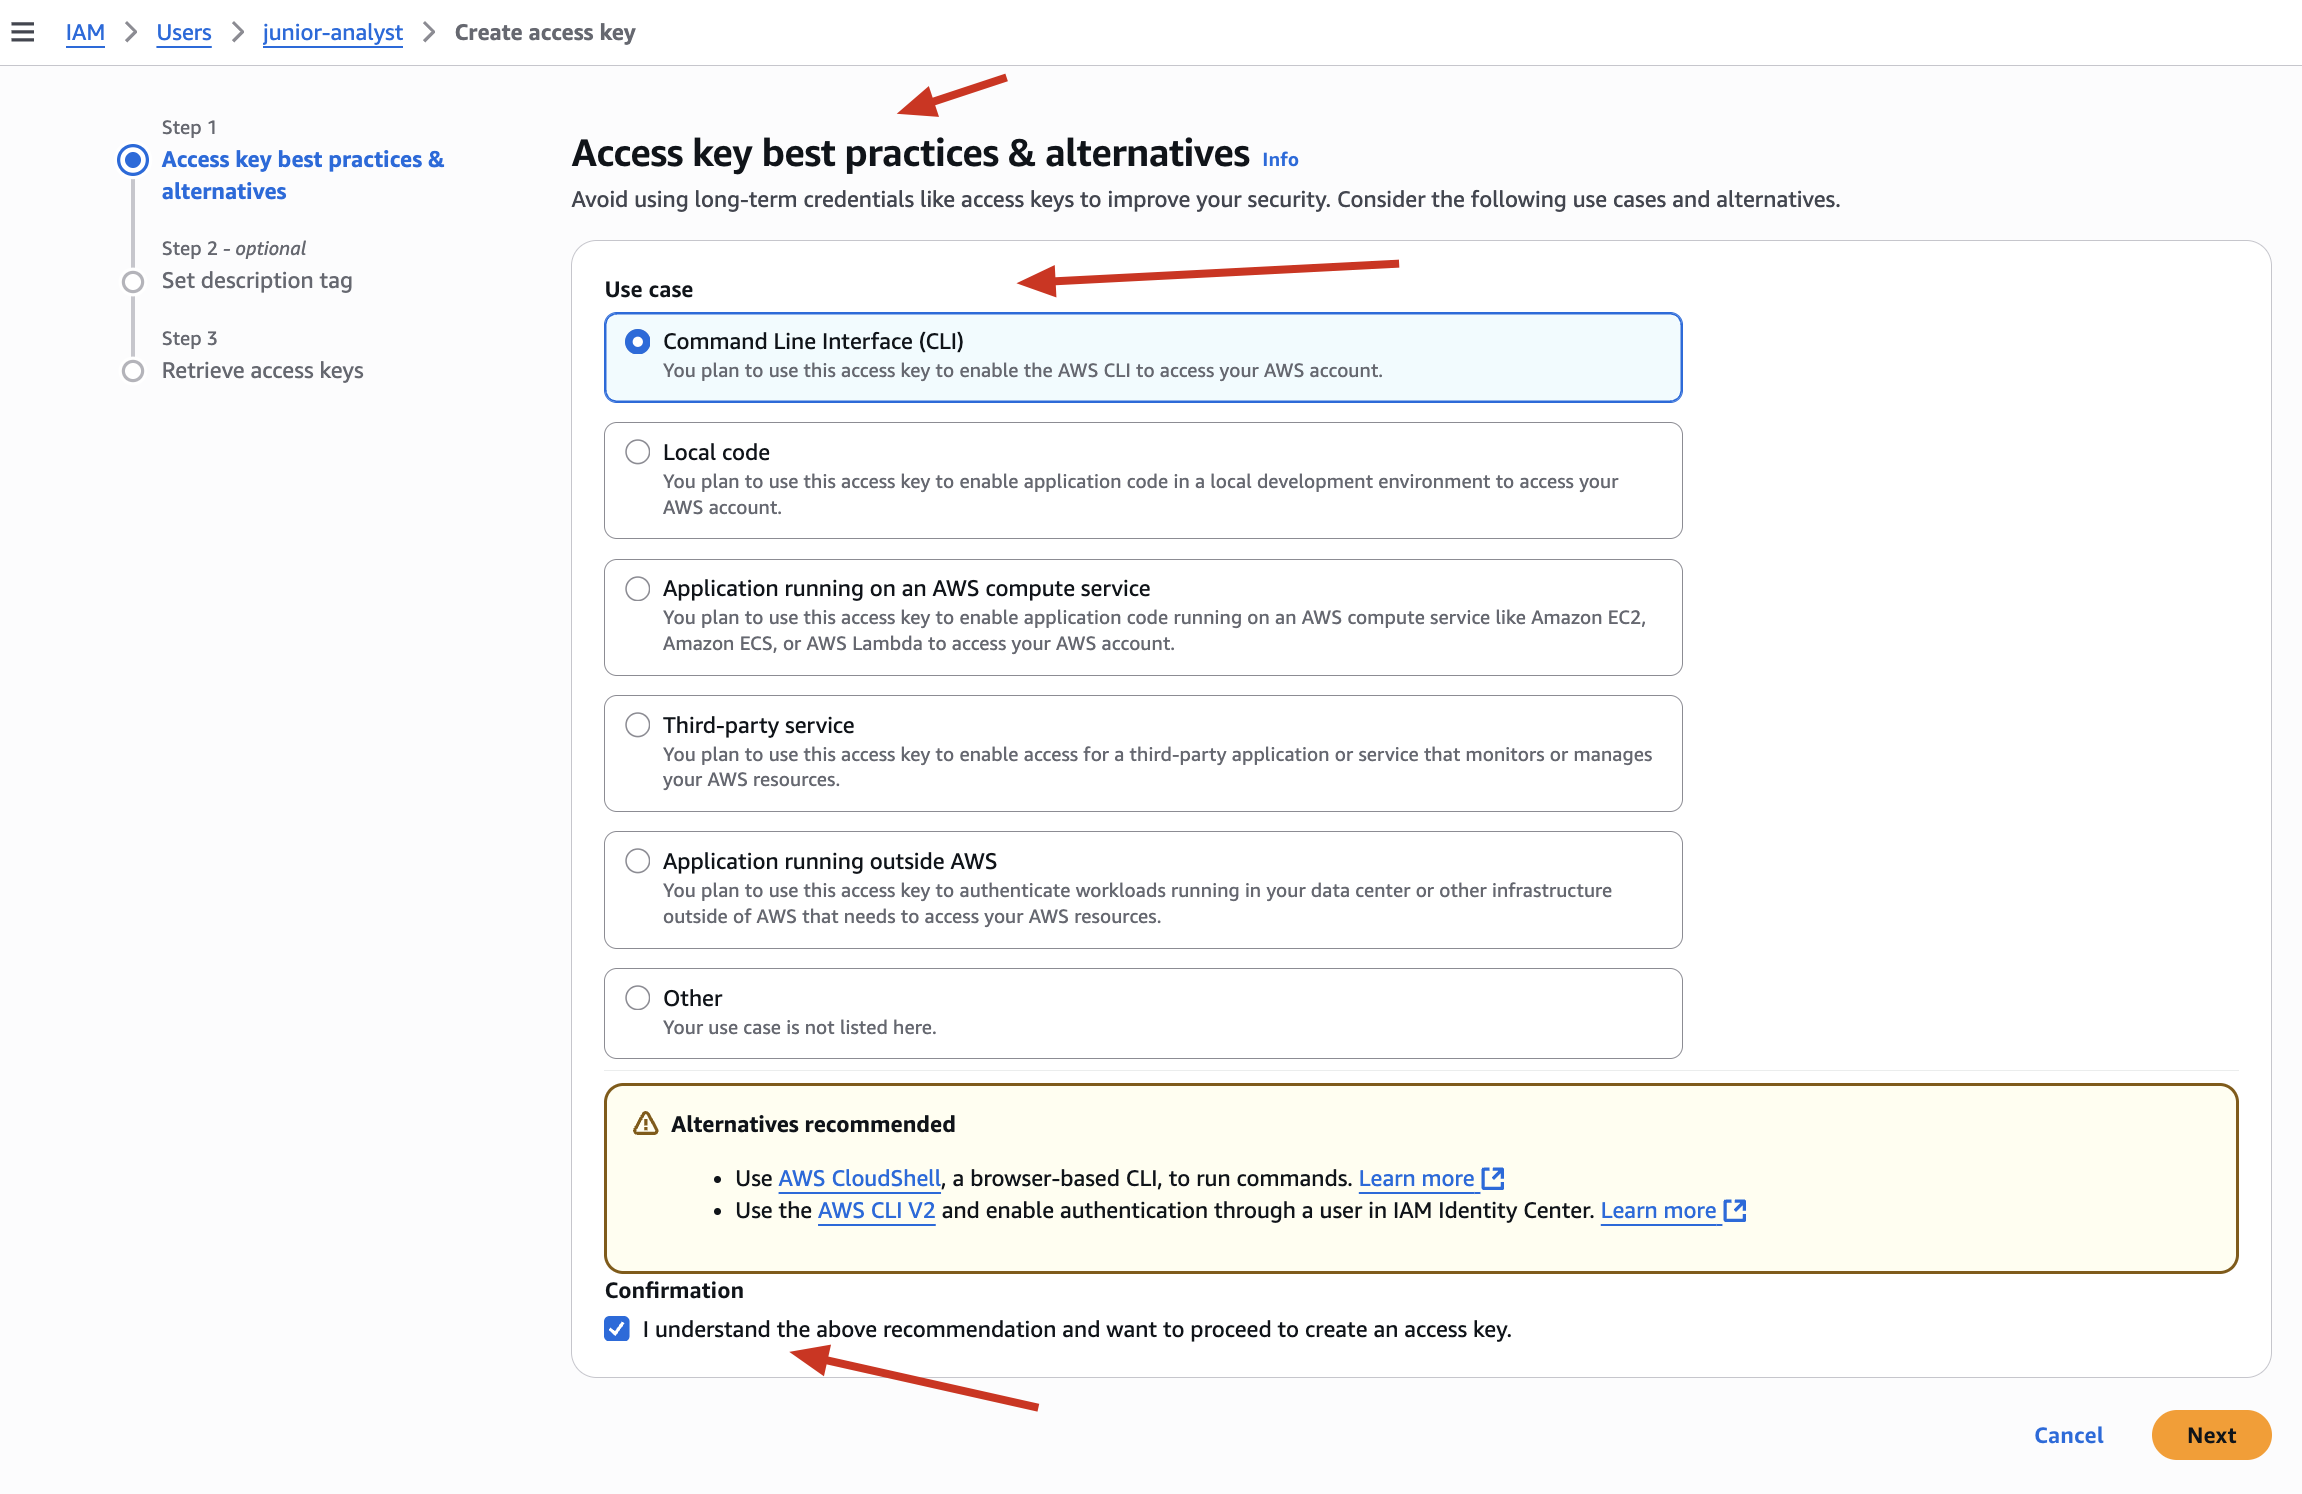 IAM > Users > junior-analyst > Create access key
Step 1
Access key best practices &
alternatives
Step 2 - optional
Set description tag
Step 3
Retrieve access keys
Access key best practices & alternatives Info
Avoid using long-term credentials like access keys to improve your security. Consider the following use cases and alternatives.
Use case
Command Line Interface (CLI)
You plan to use this access key to enable the AWS CLI to access your AWS account.
Local code
You plan to use this access key to enable application code in a local development environment to access your
AWS account.
Application running on an AWS compute service
You plan to use this access key to enable application code running on an AWS compute service like Amazon EC2,
Amazon ECS, or AWS Lambda to access your AWS account.
Third-party service
You plan to use this access key to enable access for a third-party application or service that monitors or manages
your AWS resources.
Application running outside AWS
You plan to use this access key to authenticate workloads running in your data center or other infrastructure
outside of AWS that needs to access your AWS resources.
Other
Your use case is not listed here.
Alternatives recommended
• Use AWS CloudShell, a browser-based CLI, to run commands. Learn more
• Use the AWS CLI V2 and enable authentication through a user in IAM Identity Center. Learn more
Confirmation
I understand the above recommendation and want to proceed to create an access key.
Cancel
Next